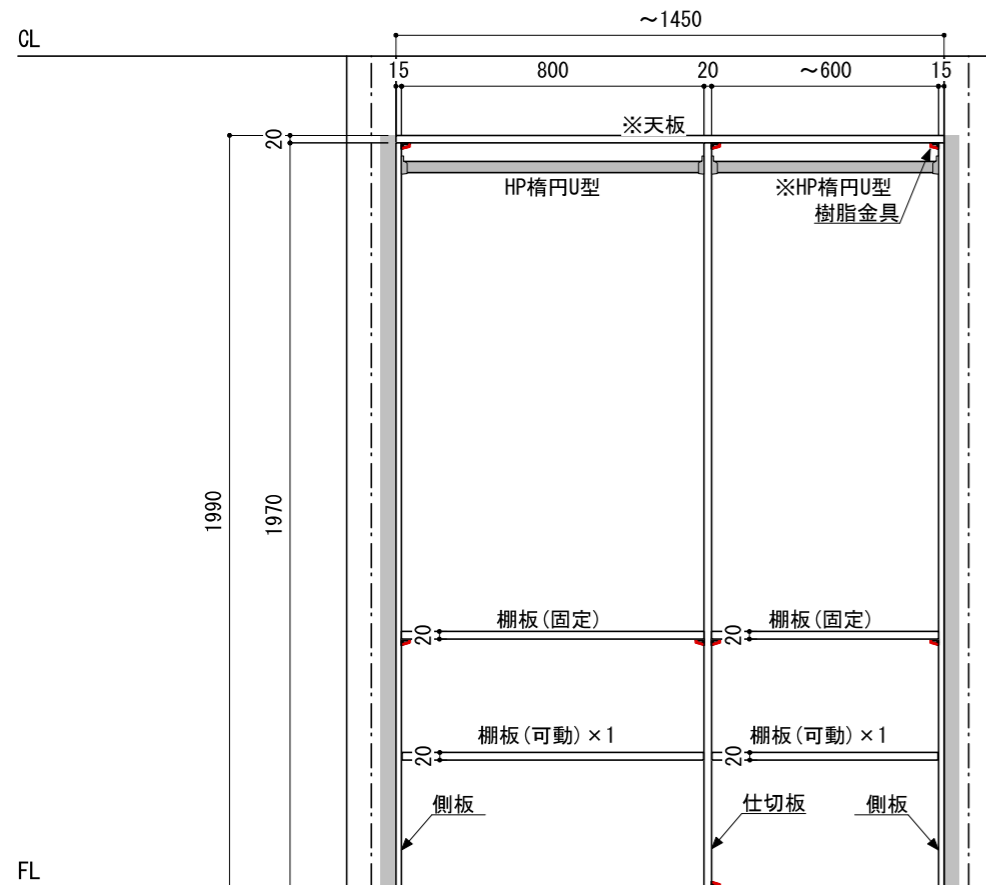 ~1450
CL
15 800 20 ~600 15
20
※天板
HP楕円U型 ※HP楕円U型
樹脂金具
1990
1970
棚板(固定) 棚板(固定)
20 20
棚板(可動)×1 棚板(可動)×1
20 20
側板 仕切板 側板
FL